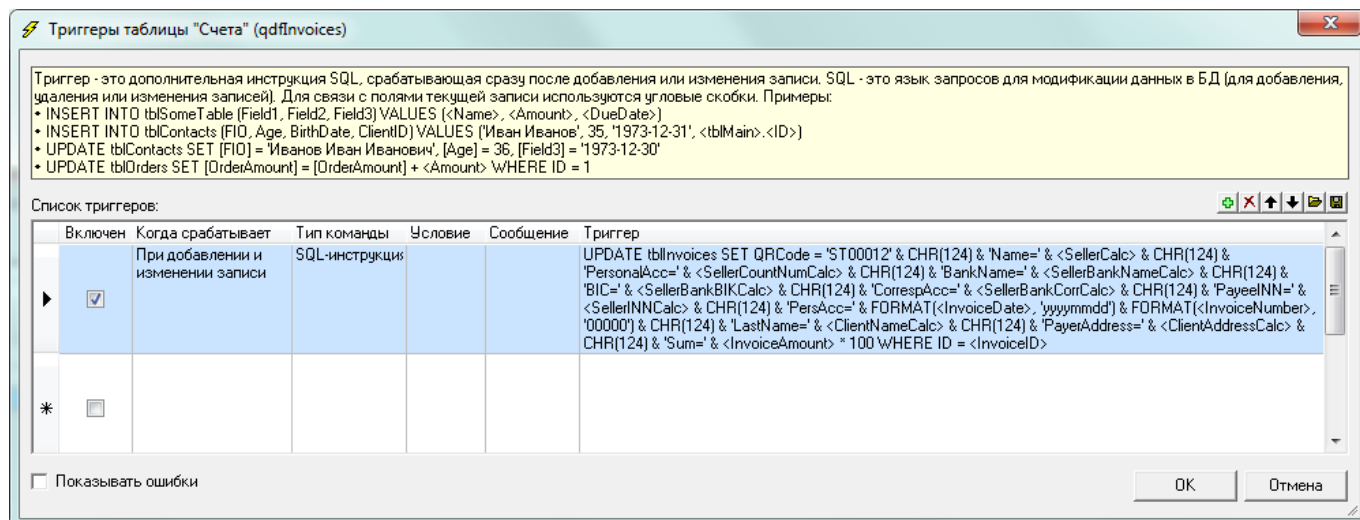 Триггеры таблицы "Счета" (qdfInvoices)
Триггер - это дополнительная инструкция SQL, срабатывающая сразу после добавления или изменения записи. SQL - это язык запросов для модификации данных в БД (для добавления,
удаления или изменения записей). Для связи с полями текущей записи используются угловые скобки. Примеры:
• INSERT INTO tblSomeTable (Field1, Field2, Field3) VALUES (<Name>, <Amount>, <DueDate>)
• INSERT INTO tblContacts (FIO, Age, BirthDate, ClientID) VALUES ('Иван Иванов', 35, '1973-12-31', <tblMain>.<ID>)
• UPDATE tblContacts SET [FIO] = 'Иванов Иван Иванович', [Age] = 36, [Field3] = '1973-12-30'
• UPDATE tblOrders SET [OrderAmount] = [OrderAmount] + <Amount> WHERE ID = 1
Список триггеров:
Включен Когда срабатывает Тип команды Условие Сообщение Триггер
При добавлении и изменении записи
SQL-инструкция
UPDATE tblInvoices SET QRCode = 'ST00012' & CHR(124) & 'Name=' & <SellerCalc> & CHR(124) &
'PersonalAcc=' & <SellerCountNumCalc> & CHR(124) & 'BankName=' & <SellerBankNameCalc> & CHR(124) &
'BIC=' & <SellerBankBIKCalc> & CHR(124) & 'CorrespAcc=' & <SellerBankCorrCalc> & CHR(124) & 'PayeeINN=' &
<SellerINNCalc> & CHR(124) & 'PersAcc=' & FORMAT(<InvoiceDate>, 'yyyymmdd') & FORMAT(<InvoiceNumber>,
'00000') & CHR(124) & 'LastName=' & <ClientNameCalc> & CHR(124) & 'PayerAddress=' & <ClientAddressCalc> &
CHR(124) & 'Sum=' & <InvoiceAmount> * 100 WHERE ID = <InvoiceID>
Показывать ошибки
OK
Отмена